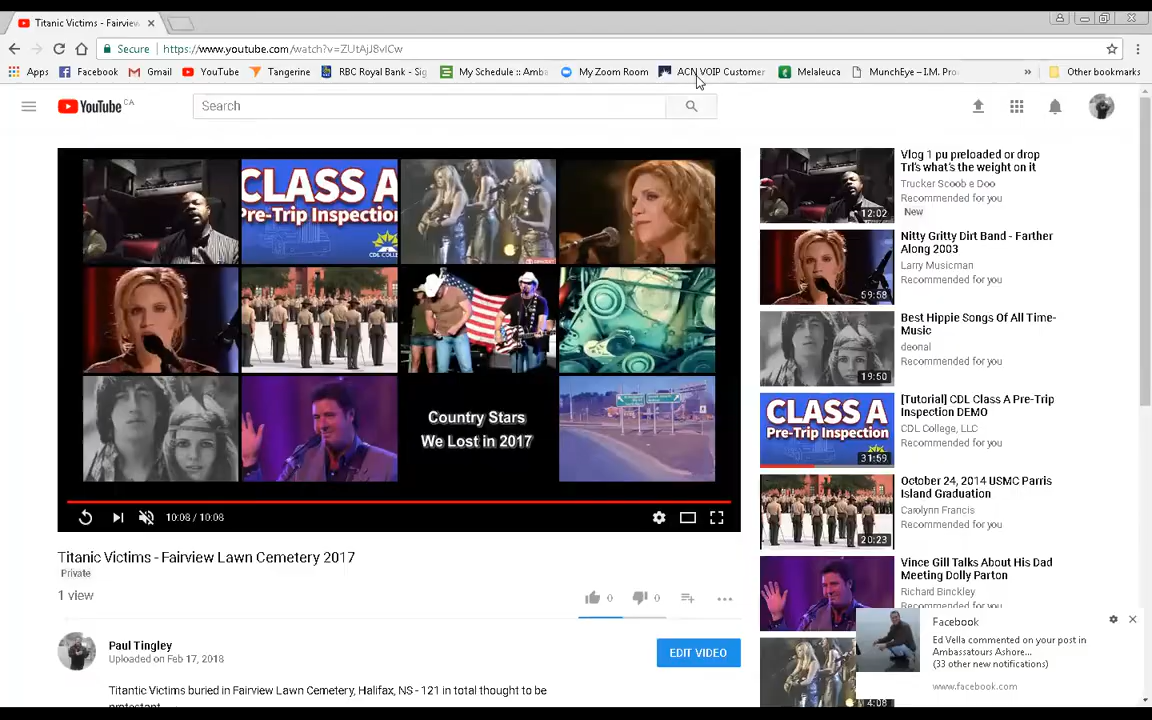 Titanic Victims - Fairview
Secure
https://www.youtube.com/watch?v=ZUtAjJ8vlCw
Apps
Facebook
Gmail
YouTube
Tangerine
RBC Royal Bank - Sig
My Schedule :: Amba
My Zoom Room
ACN VOIP Customer
Melaleuca
MunchEye – I.M. Pro
»
Other bookmarks
YouTube CA
Search
CLASS A
Pre-Trip Inspection
CDL COLLEGE
Country Stars
We Lost in 2017
10:08 / 10:08
Titanic Victims - Fairview Lawn Cemetery 2017
Private
1 view
0
0
Paul Tingley
Uploaded on Feb 17, 2018
EDIT VIDEO
Titantic Victims buried in Fairview Lawn Cemetery, Halifax, NS - 121 in total thought to be
protestant
12:02
Vlog 1 pu preloaded or drop
Trl's what's the weight on it
Trucker Scoob e Doo
Recommended for you
New
59:58
Nitty Gritty Dirt Band - Farther
Along 2003
Larry Musicman
Recommended for you
19:50
Best Hippie Songs Of All Time-
Music
deonal
Recommended for you
CLASS A
Pre-Trip Inspection
31:59
[Tutorial] CDL Class A Pre-Trip
Inspection DEMO
CDL College, LLC
Recommended for you
20:23
October 24, 2014 USMC Parris
Island Graduation
Carolynn Francis
Recommended for you
Vince Gill Talks About His Dad
Meeting Dolly Parton
Richard Binckley
Recommended for you
4:08
Facebook
Ed Vella commented on your post in
Ambassatours Ashore...
(33 other new notifications)
www.facebook.com